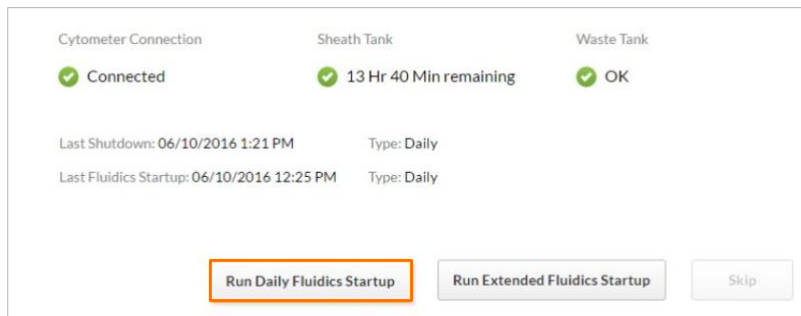 Cytometer Connection Sheath Tank Waste Tank
Connected 13 Hr 40 Min remaining OK
Last Shutdown: 06/10/2016 1:21 PM Type: Daily
Last Fluidics Startup: 06/10/2016 12:25 PM Type: Daily
Run Daily Fluidics Startup Run Extended Fluidics Startup Skip